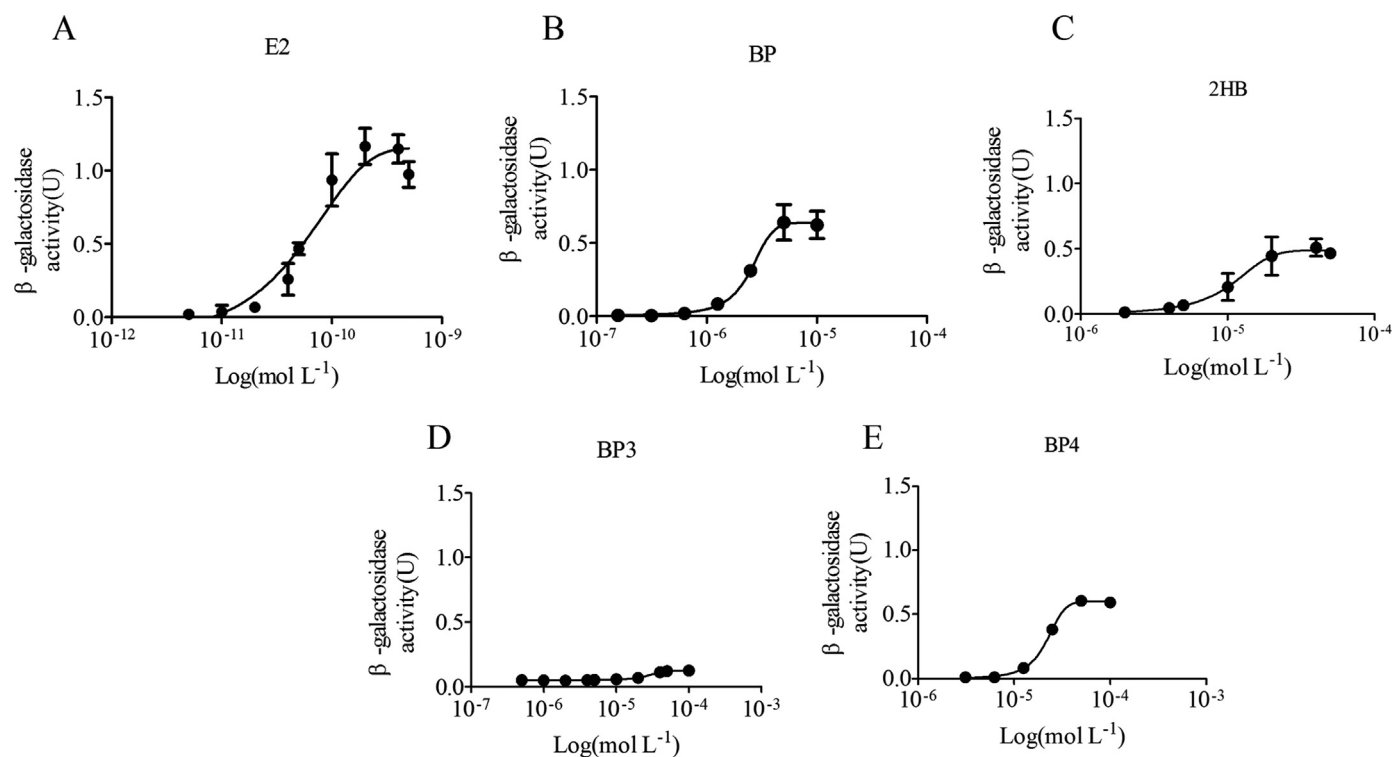 A
E2
1.5
1.0
0.5
0.0
β -galactosidase
activity(U)
10⁻¹²
10⁻¹¹
10⁻¹⁰
10⁻⁹
Log(mol L⁻¹)
B
BP
1.5
1.0
0.5
0.0
β -galactosidase
activity(U)
10⁻⁷
10⁻⁶
10⁻⁵
10⁻⁴
Log(mol L⁻¹)
C
2HB
1.5
1.0
0.5
0.0
β -galactosidase
activity(U)
10⁻⁶
10⁻⁵
10⁻⁴
Log(mol L⁻¹)
D
BP3
1.5
1.0
0.5
0.0
β -galactosidase
activity(U)
10⁻⁷
10⁻⁶
10⁻⁵
10⁻⁴
10⁻³
Log(mol L⁻¹)
E
BP4
1.5
1.0
0.5
0.0
β -galactosidase
activity(U)
10⁻⁶
10⁻⁵
10⁻⁴
10⁻³
Log(mol L⁻¹)